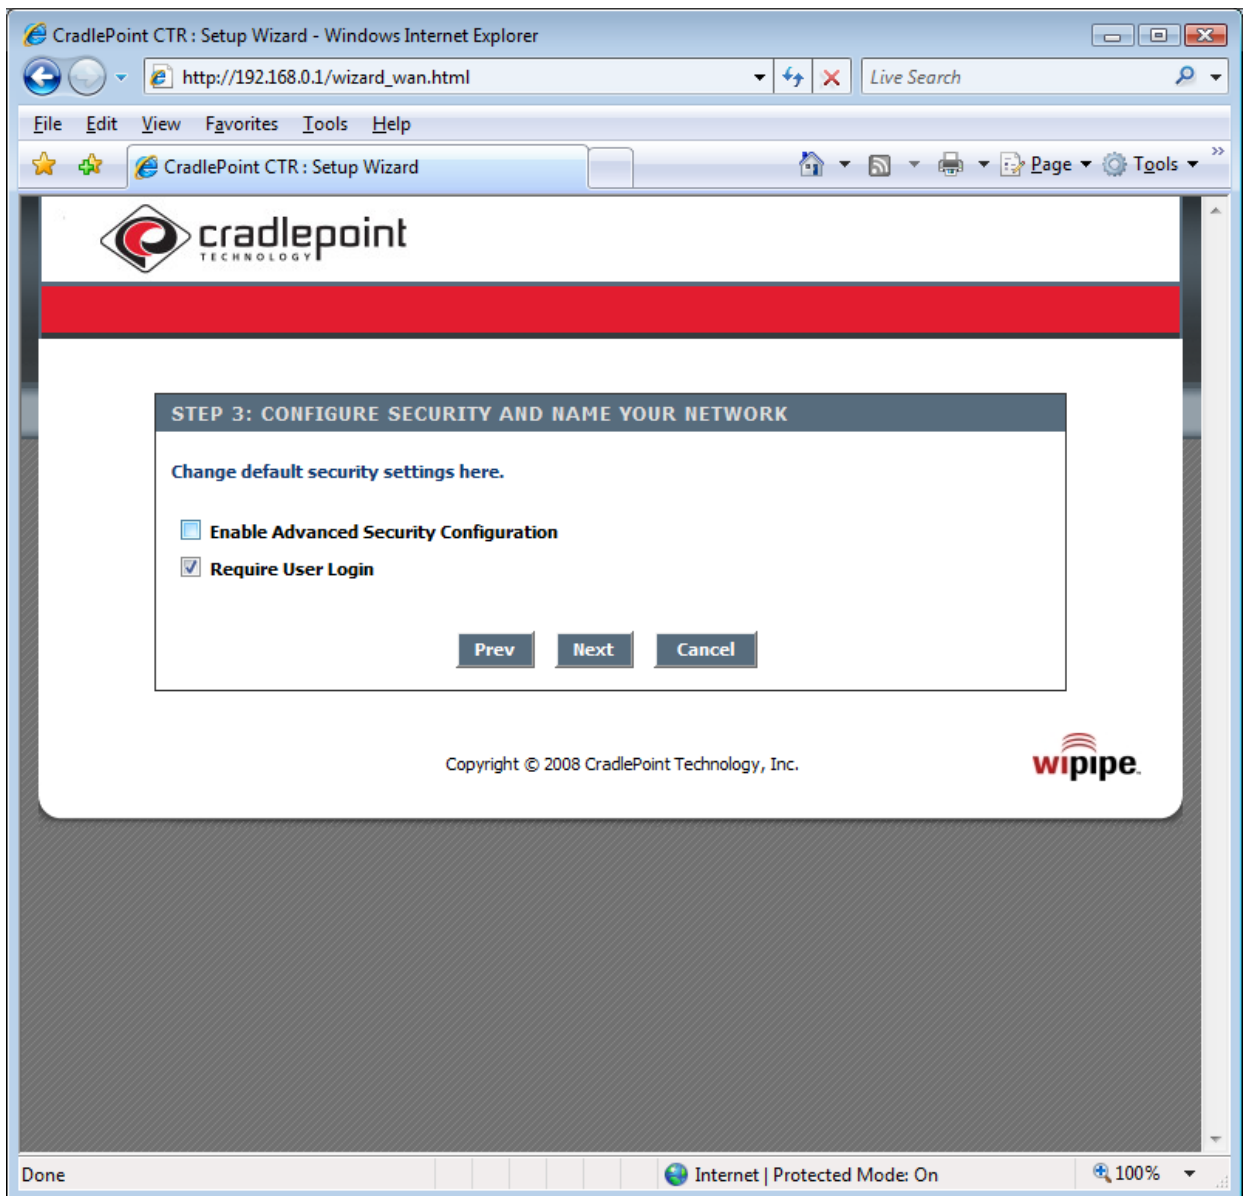 CradlePoint CTR : Setup Wizard - Windows Internet Explorer
http://192.168.0.1/wizard_wan.html
Live Search
File Edit View Favorites Tools Help
CradlePoint CTR : Setup Wizard
Page Tools »
cradlepoint
TECHNOLOGY
STEP 3: CONFIGURE SECURITY AND NAME YOUR NETWORK
Change default security settings here.
Enable Advanced Security Configuration
Require User Login
Prev Next Cancel
Copyright © 2008 CradlePoint Technology, Inc.
wipipe
Done
Internet | Protected Mode: On
100%